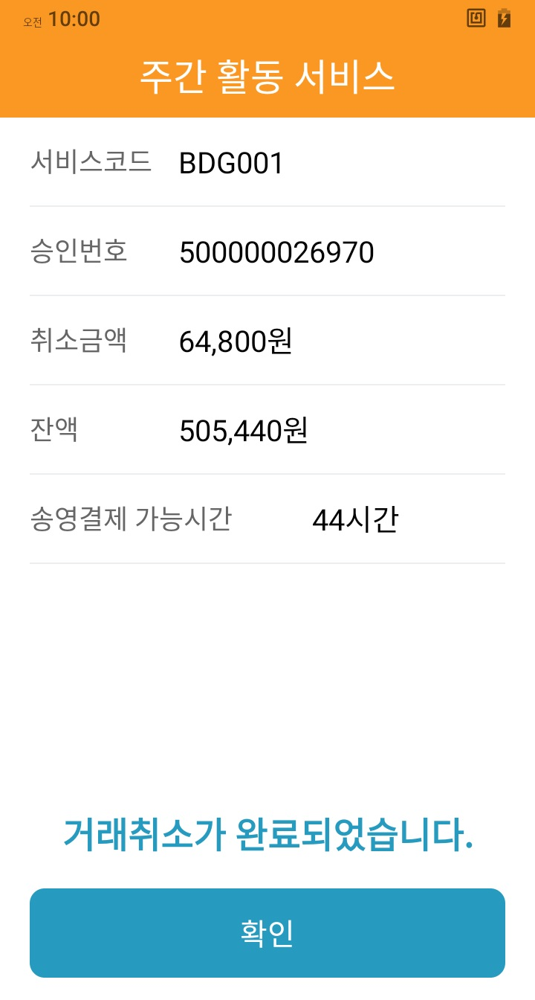 오전 10:00
주간 활동 서비스
서비스코드 BDG001
승인번호 500000026970
취소금액 64,800원
잔액 505,440원
송영결제 가능시간 44시간
거래취소가 완료되었습니다.
확인